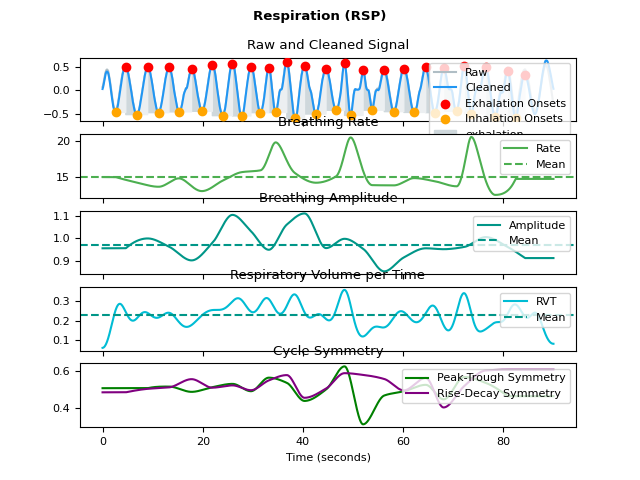 Respiration (RSP)
Raw and Cleaned Signal
0.5
0.0
−0.5
Raw
Cleaned
Exhalation Onsets
Inhalation Onsets
exhalation
Breathing Rate
20
15
Rate
Mean
Breathing Amplitude
1.1
1.0
0.9
Amplitude
Mean
Respiratory Volume per Time
0.3
0.2
0.1
RVT
Mean
Cycle Symmetry
0.6
0.4
Peak-Trough Symmetry
Rise-Decay Symmetry
0 20 40 60 80
Time (seconds)